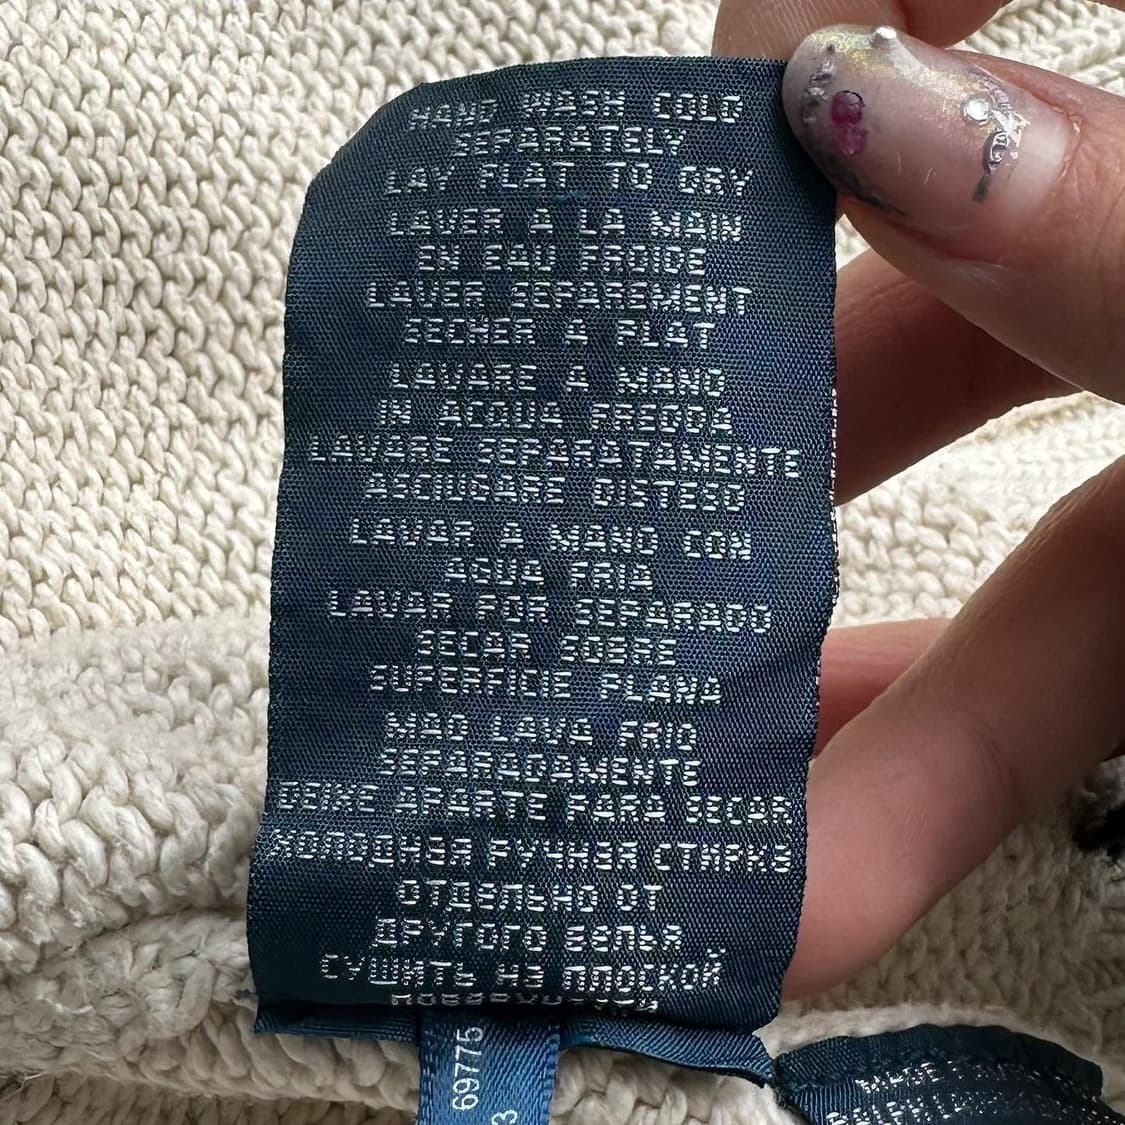 HAND WASH COLD
SEPARATELY
LAY FLAT TO DRY
LAVER A LA MAIN
EN EAU FROIDE
LAVER SEPAREMENT
SECHER A PLAT
LAVARE A MANO
IN ACQUA FREDDA
LAVARE SEPARATAMENTE
ASCIUGARE DISTESO
LAVAR A MANO CON
AGUA FRIA
LAVAR POR SEPARADO
SECAR SOBRE
SUPERFICIE PLANA
MAO LAVA FRIO
SEPARADAMENTE
DEIXE APARTE PARA SECAR
ХОЛОДНАЯ РУЧНАЯ СТИРКА
ОТДЕЛЬНО ОТ
ДРУГОГО БЕЛЬЯ
СУШИТЬ НА ПЛОСКОЙ
69775
3
MADE